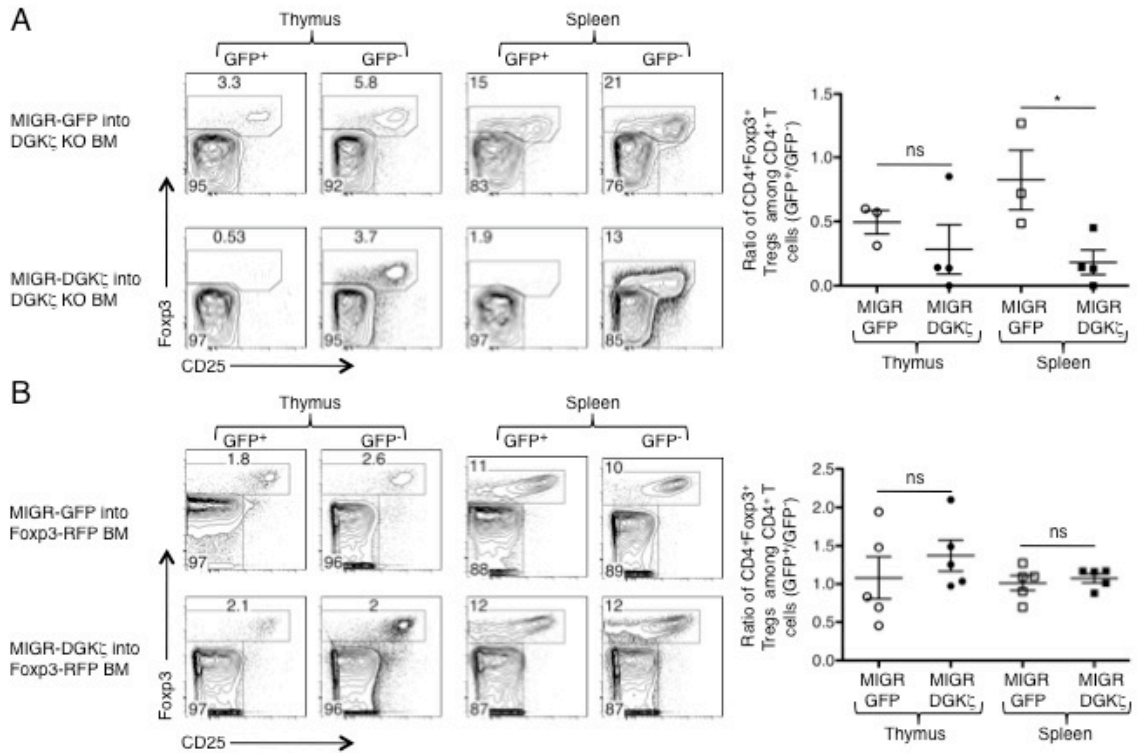 A
Thymus
Spleen
GFP⁺
GFP⁻
GFP⁺
GFP⁻
MIGR-GFP into
DGKζ KO BM
3.3
5.8
15
21
95
92
83
76
MIGR-DGKζ into
DGKζ KO BM
0.53
3.7
1.9
13
97
95
97
85
Foxp3
CD25
Ratio of CD4⁺Foxp3⁺
Tregs among CD4⁺ T
cells (GFP⁺/GFP⁻)
1.5
1.0
0.5
0.0
ns
*
MIGR
GFP
MIGR
DGKζ
MIGR
GFP
MIGR
DGKζ
Thymus
Spleen
B
Thymus
Spleen
GFP⁺
GFP⁻
GFP⁺
GFP⁻
MIGR-GFP into
Foxp3-RFP BM
1.8
2.6
11
10
97
96
88
89
MIGR-DGKζ into
Foxp3-RFP BM
2.1
2
12
12
97
96
87
87
Foxp3
CD25
Ratio of CD4⁺Foxp3⁺
Tregs among CD4⁺ T
cells (GFP⁺/GFP⁻)
2.5
2.0
1.5
1.0
0.5
0.0
ns
ns
MIGR
GFP
MIGR
DGKζ
MIGR
GFP
MIGR
DGKζ
Thymus
Spleen